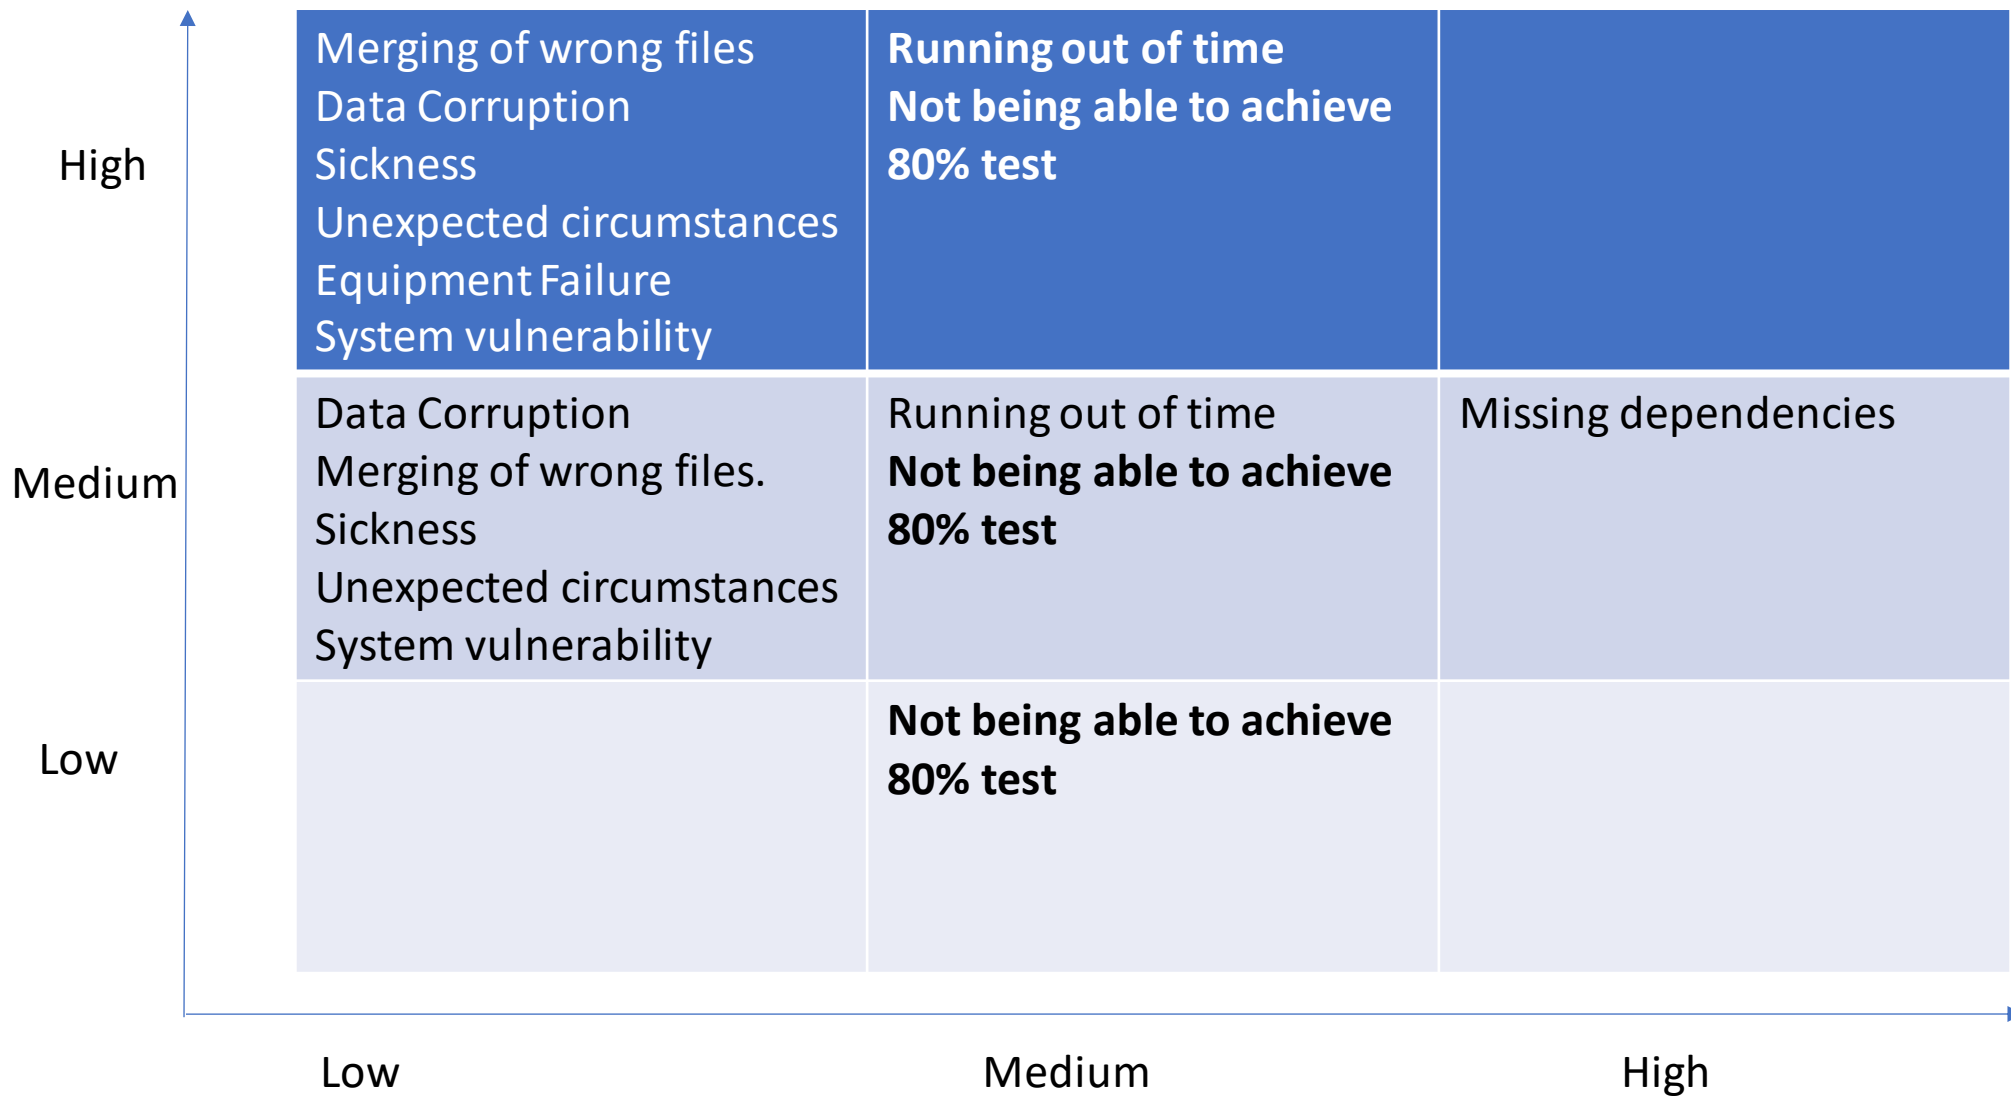 High
Merging of wrong files
Data Corruption
Sickness
Unexpected circumstances
Equipment Failure
System vulnerability
Running out of time
Not being able to achieve
80% test
Medium
Data Corruption
Merging of wrong files.
Sickness
Unexpected circumstances
System vulnerability
Running out of time
Not being able to achieve
80% test
Missing dependencies
Low
Not being able to achieve
80% test
Low
Medium
High